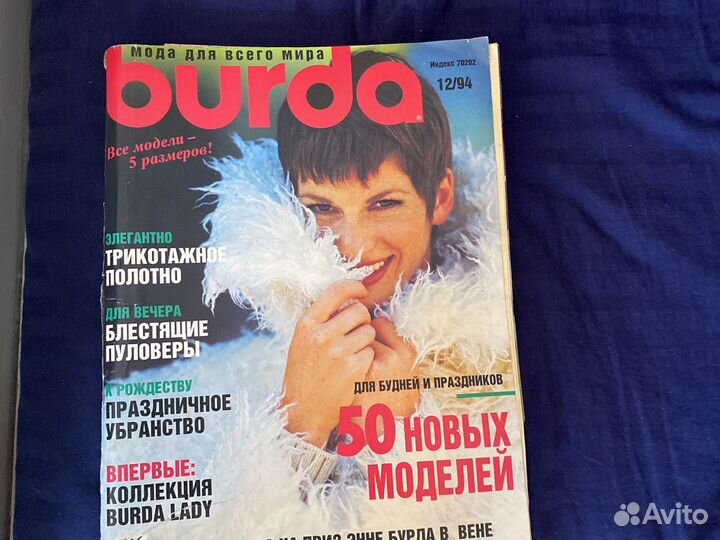 мода для всего мира
burda
Индекс 70282
12/94
Все модели –
5 размеров!
ЭЛЕГАНТНО
ТРИКОТАЖНОЕ
ПОЛОТНО
ДЛЯ ВЕЧЕРА
БЛЕСТЯЩИЕ
ПУЛОВЕРЫ
К РОЖДЕСТВУ
ПРАЗДНИЧНОЕ
УБРАНСТВО
ВПЕРВЫЕ:
КОЛЛЕКЦИЯ
BURDA LADY
ДЛЯ БУДНЕЙ И ПРАЗДНИКОВ
50 НОВЫХ
МОДЕЛЕЙ
НА ПРИЗ ЭННЕ БУРДА В ВЕНЕ
Avito